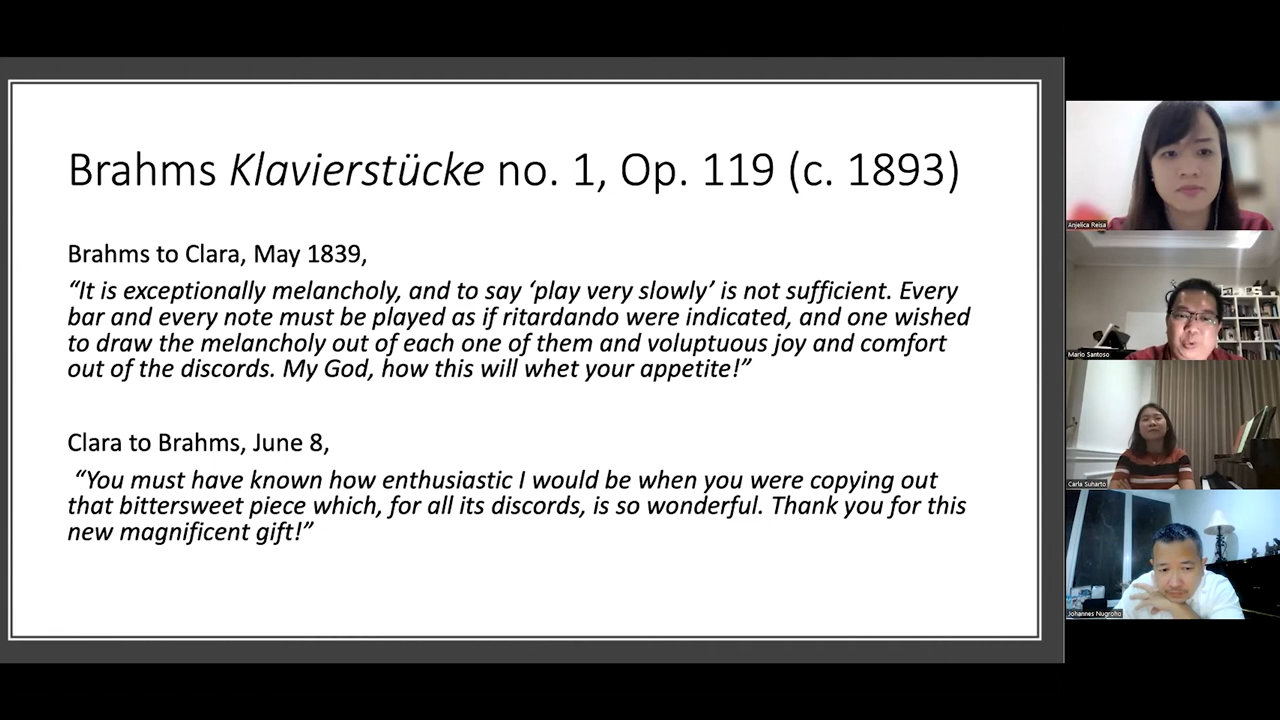 Brahms Klavierstücke no. 1, Op. 119 (c. 1893)
Brahms to Clara, May 1839,
“It is exceptionally melancholy, and to say ‘play very slowly’ is not sufficient. Every
bar and every note must be played as if ritardando were indicated, and one wished
to draw the melancholy out of each one of them and voluptuous joy and comfort
out of the discords. My God, how this will whet your appetite!”
Clara to Brahms, June 8,
“You must have known how enthusiastic I would be when you were copying out
that bittersweet piece which, for all its discords, is so wonderful. Thank you for this
new magnificent gift!”
Anjelica Reisa
Mario Santoso
Carla Suharto
Johannes Nugroho